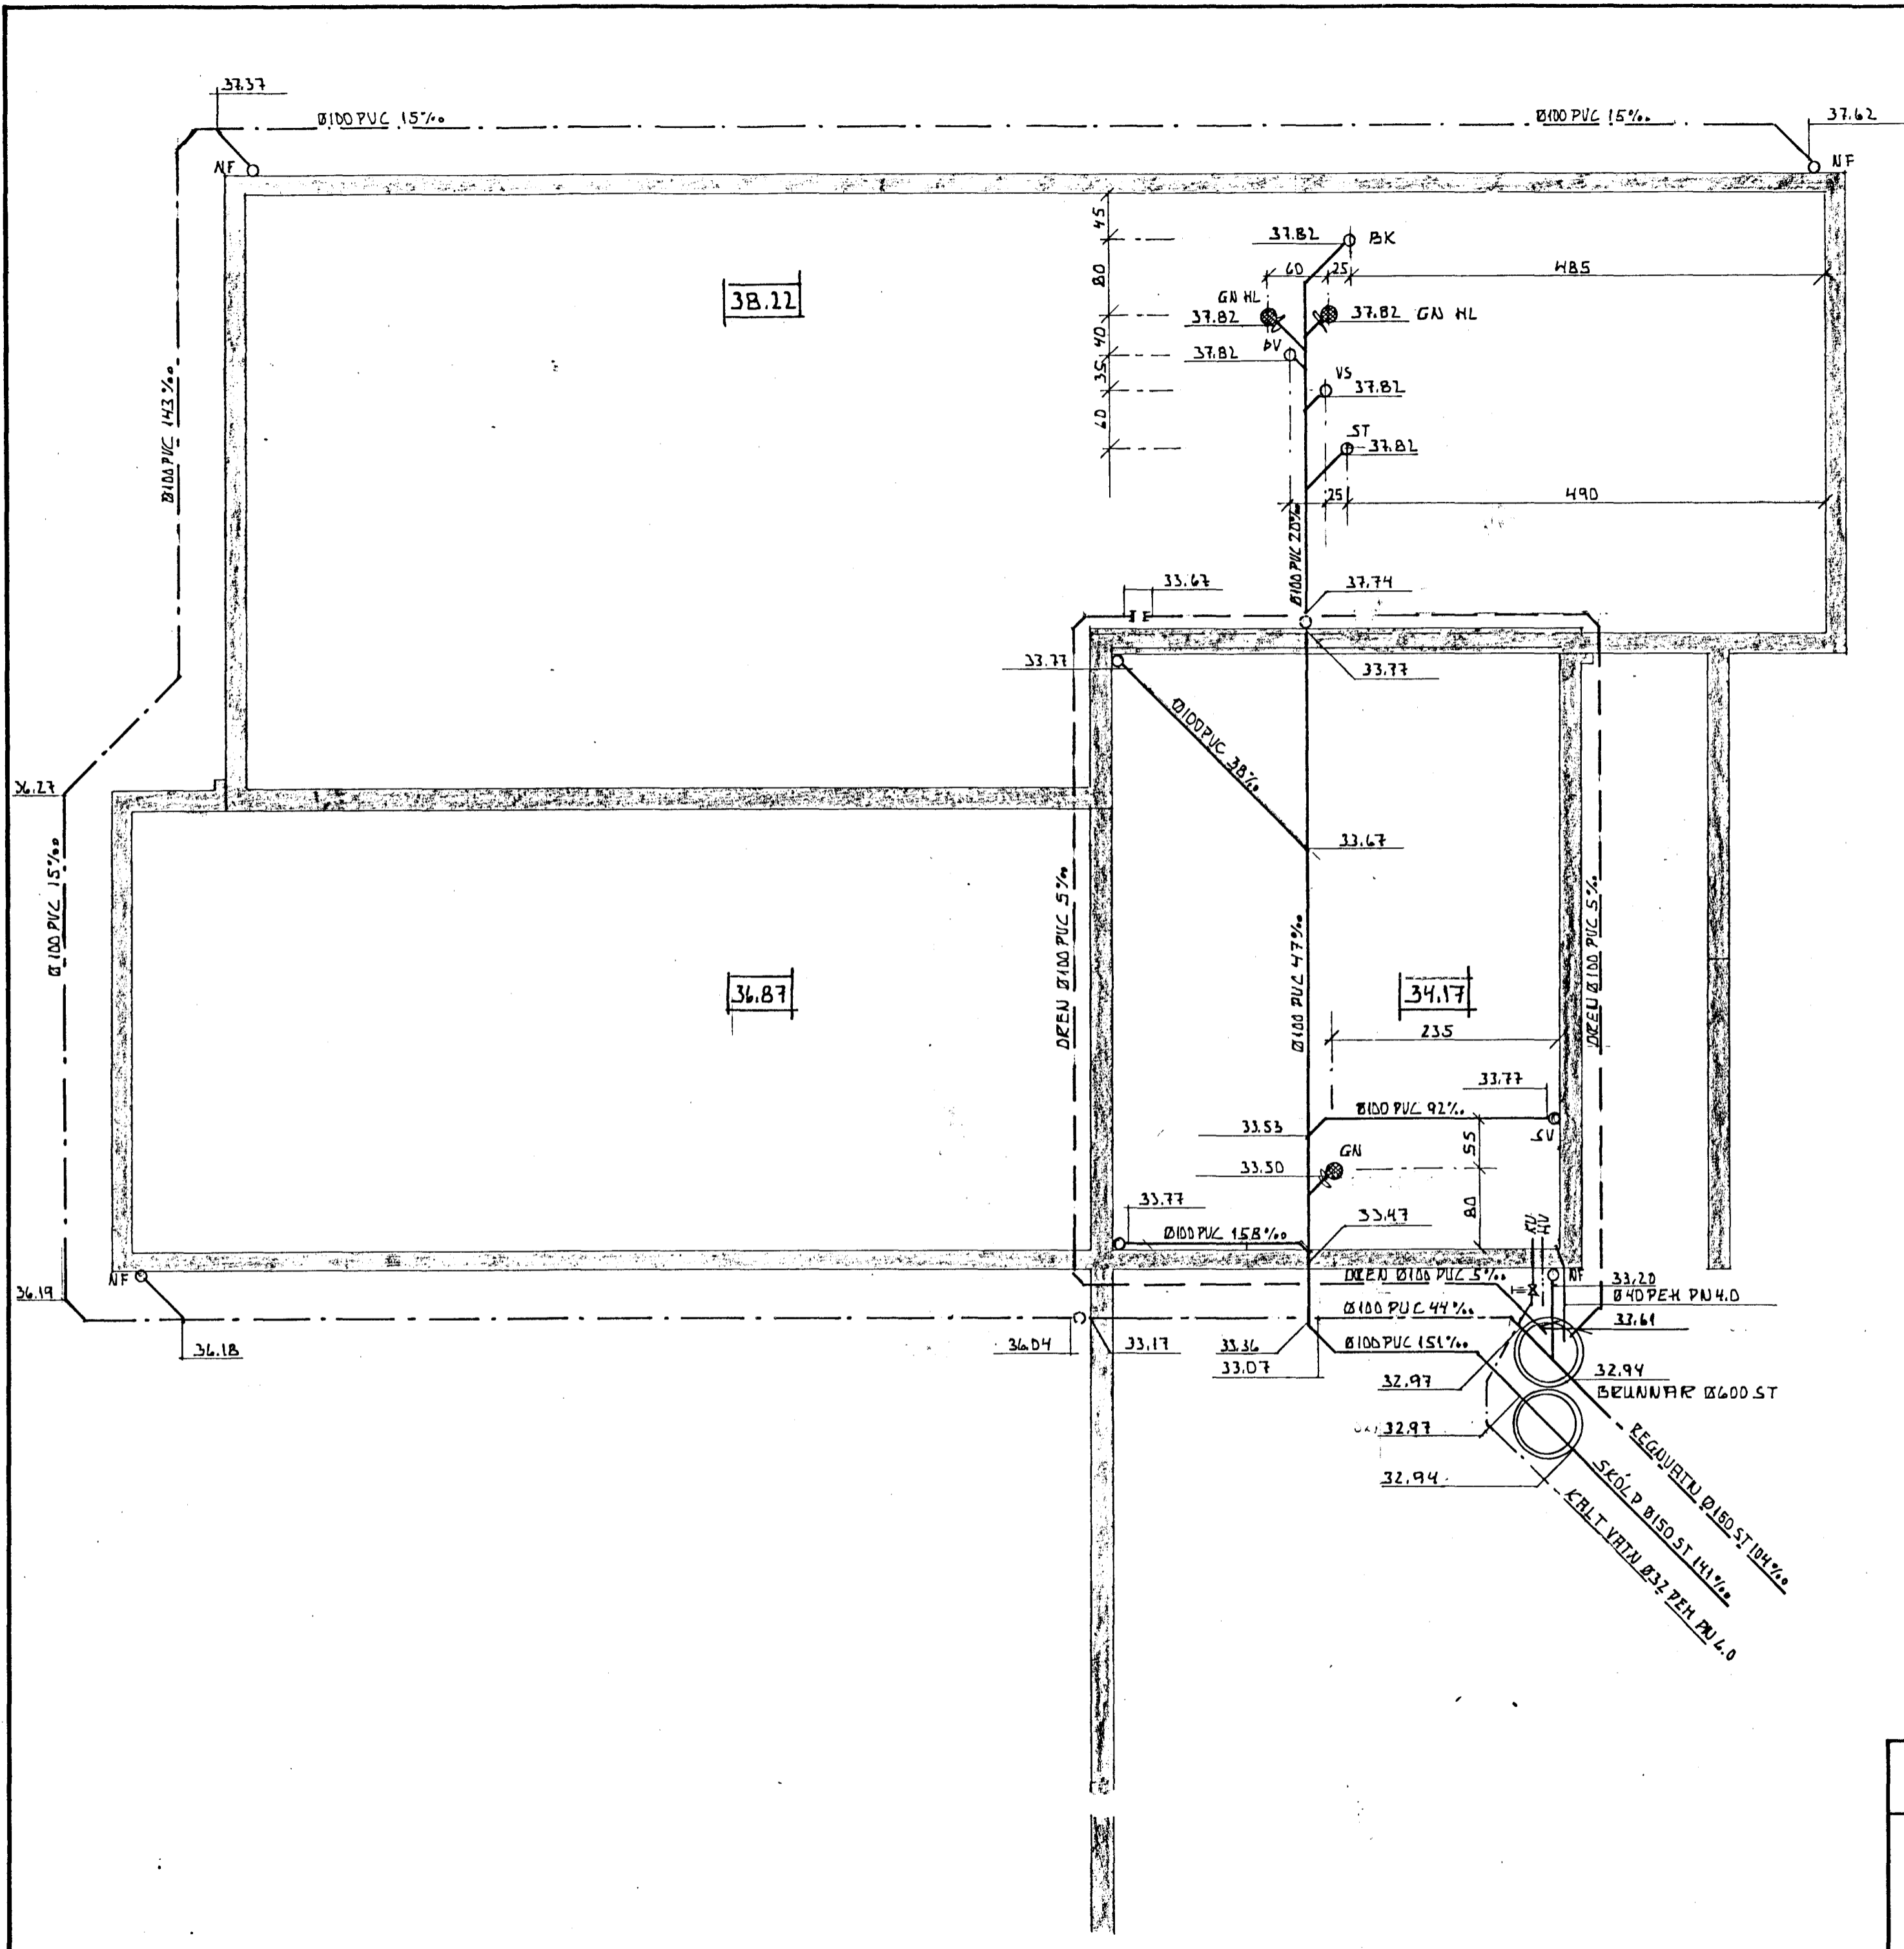 37.37
Ø100 PVC 15‰
Ø100 PVC 15‰
37.62
NF
NF
45
37.82
BK
80
60
25
485
38.22
GN HL
37.82
37.82 GN HL
40
ÞV
37.82
35
VS
37.82
Ø100 PVC 143‰
60
ST
37.82
25
490
Ø100 PVC 20‰
33.67
37.74
33.77
33.77
Ø100 PVC 38‰
36.27
33.67
Ø100 PVC 15‰
DREN Ø100 PVC 5‰
Ø100 PVC 47‰
DREN Ø100 PVC 5‰
36.87
34.17
235
33.77
Ø100 PVC 92‰
33.53
55
SV
GN
33.50
33.77
80
33.47
KV
HV
Ø100 PVC 158‰
NF
DREN Ø100 PVC 5‰
NF
33.20
36.19
Ø40 PEH PN 4.0
Ø100 PVC 44‰
33.61
36.18
36.04
33.17
33.36
Ø100 PVC 151‰
33.07
32.97
32.94
BRUNNAR Ø600 ST
32.97
32.94
REGNVATN Ø150 ST 104‰
SKÓLP Ø150 ST 141‰
KALT VATN Ø32 PEH PN 6.0